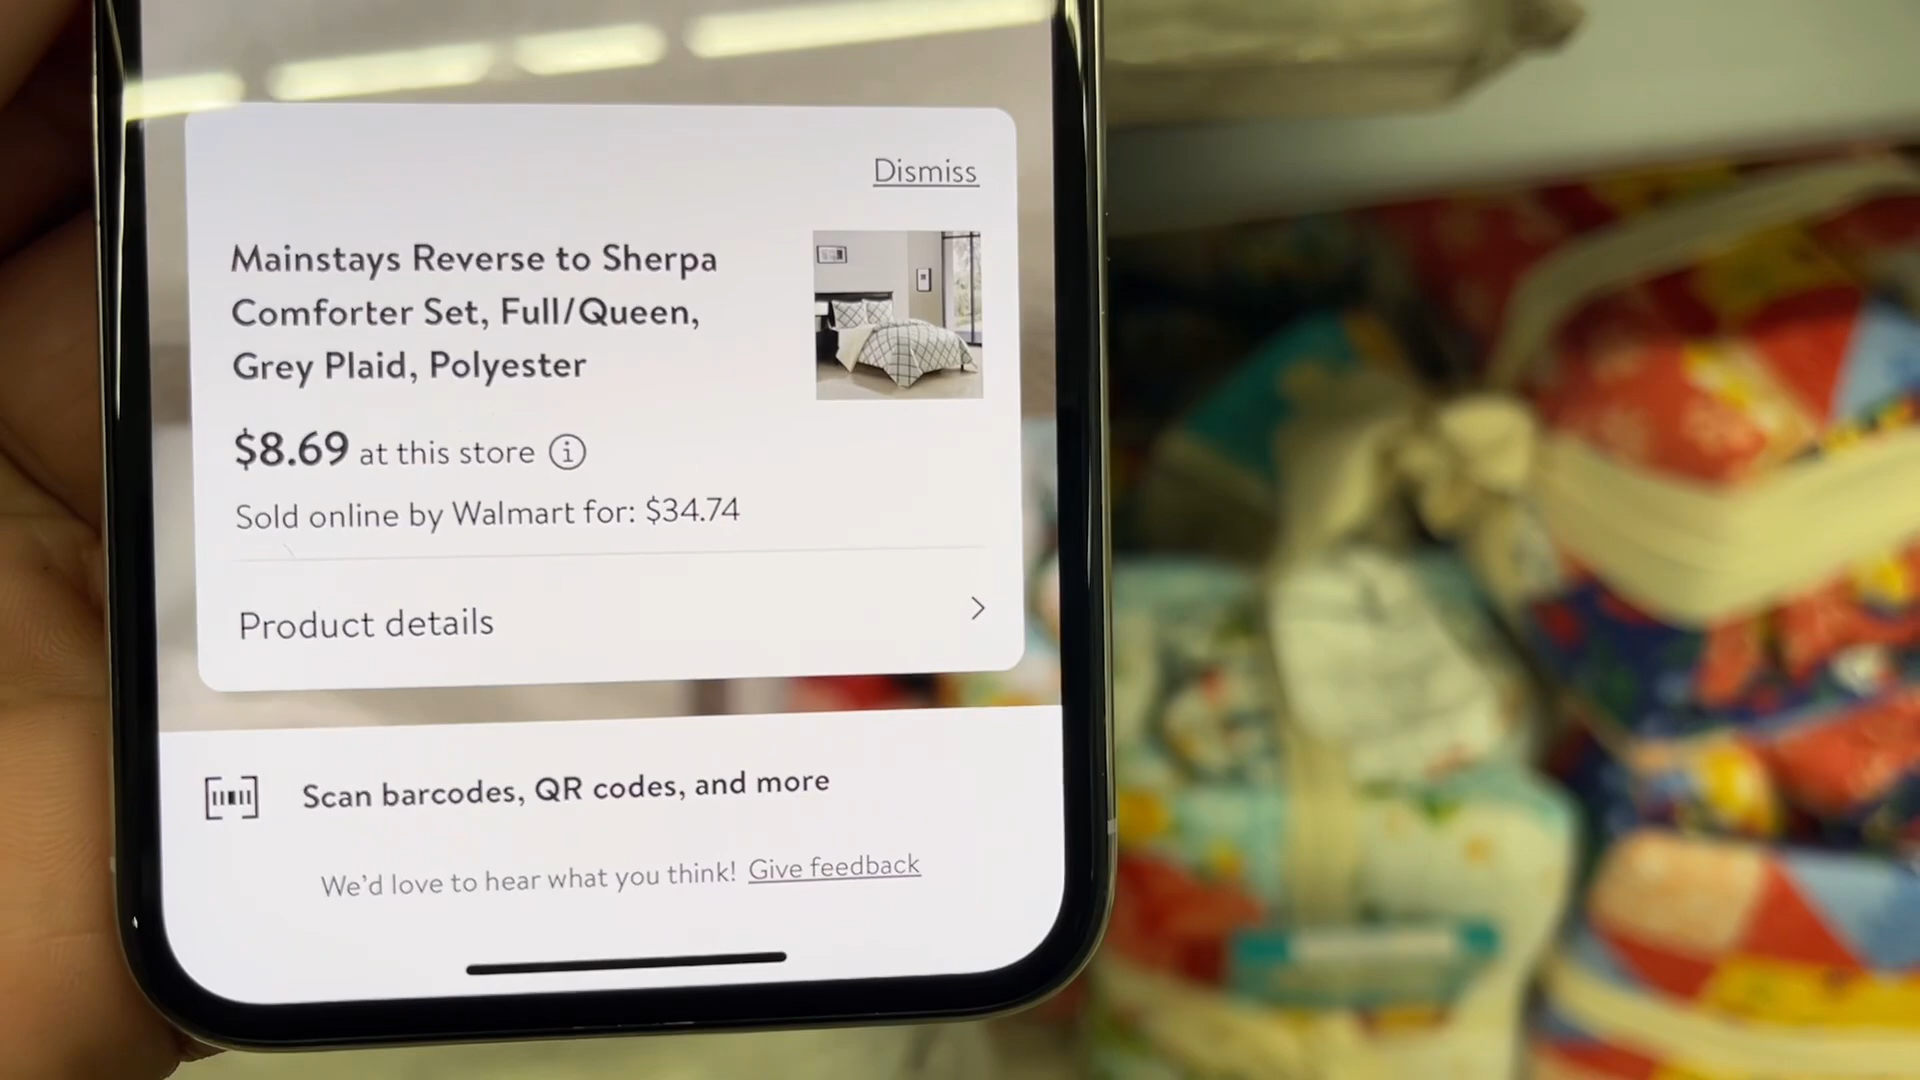 Dismiss
Mainstays Reverse to Sherpa
Comforter Set, Full/Queen,
Grey Plaid, Polyester
$8.69 at this store
Sold online by Walmart for: $34.74
Product details
Scan barcodes, QR codes, and more
We'd love to hear what you think! Give feedback